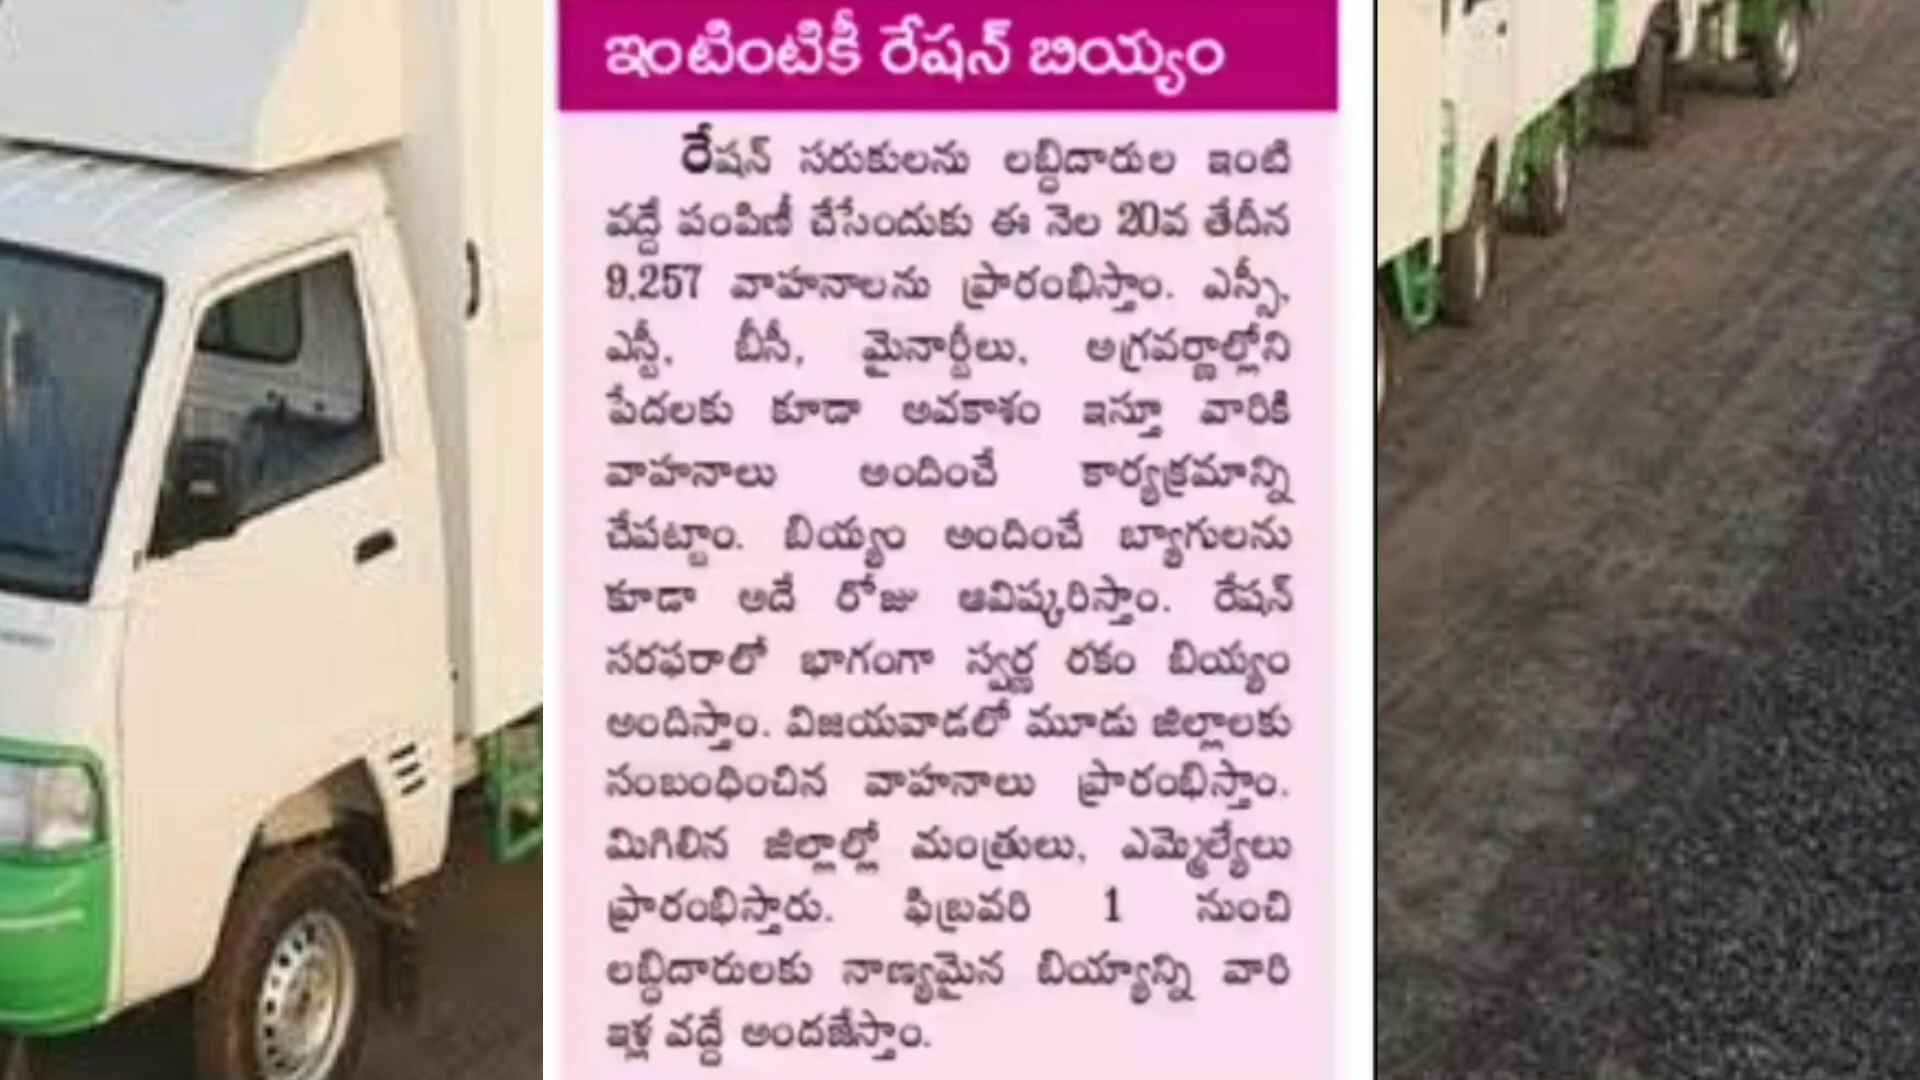 ఇంటింటికీ రేషన్ బియ్యం
రేషన్ సరుకులను లబ్ధిదారుల ఇంటి
వద్దే పంపిణీ చేసేందుకు ఈ నెల 20వ తేదీన
9,257 వాహనాలను ప్రారంభిస్తాం. ఎస్సీ,
ఎస్టీ, బీసీ, మైనార్టీలు, అగ్రవర్ణాల్లోని
పేదలకు కూడా అవకాశం ఇస్తూ వారికి
వాహనాలు అందించే కార్యక్రమాన్ని
చేపట్టాం. బియ్యం అందించే బ్యాగులను
కూడా అదే రోజు ఆవిష్కరిస్తాం. రేషన్
సరఫరాలో భాగంగా స్వర్ణ రకం బియ్యం
అందిస్తాం. విజయవాడలో మూడు జిల్లాలకు
సంబంధించిన వాహనాలు ప్రారంభిస్తాం.
మిగిలిన జిల్లాల్లో మంత్రులు, ఎమ్మెల్యేలు
ప్రారంభిస్తారు. ఫిబ్రవరి 1 నుంచి
లబ్ధిదారులకు నాణ్యమైన బియ్యాన్ని వారి
ఇళ్ల వద్దే అందజేస్తాం.